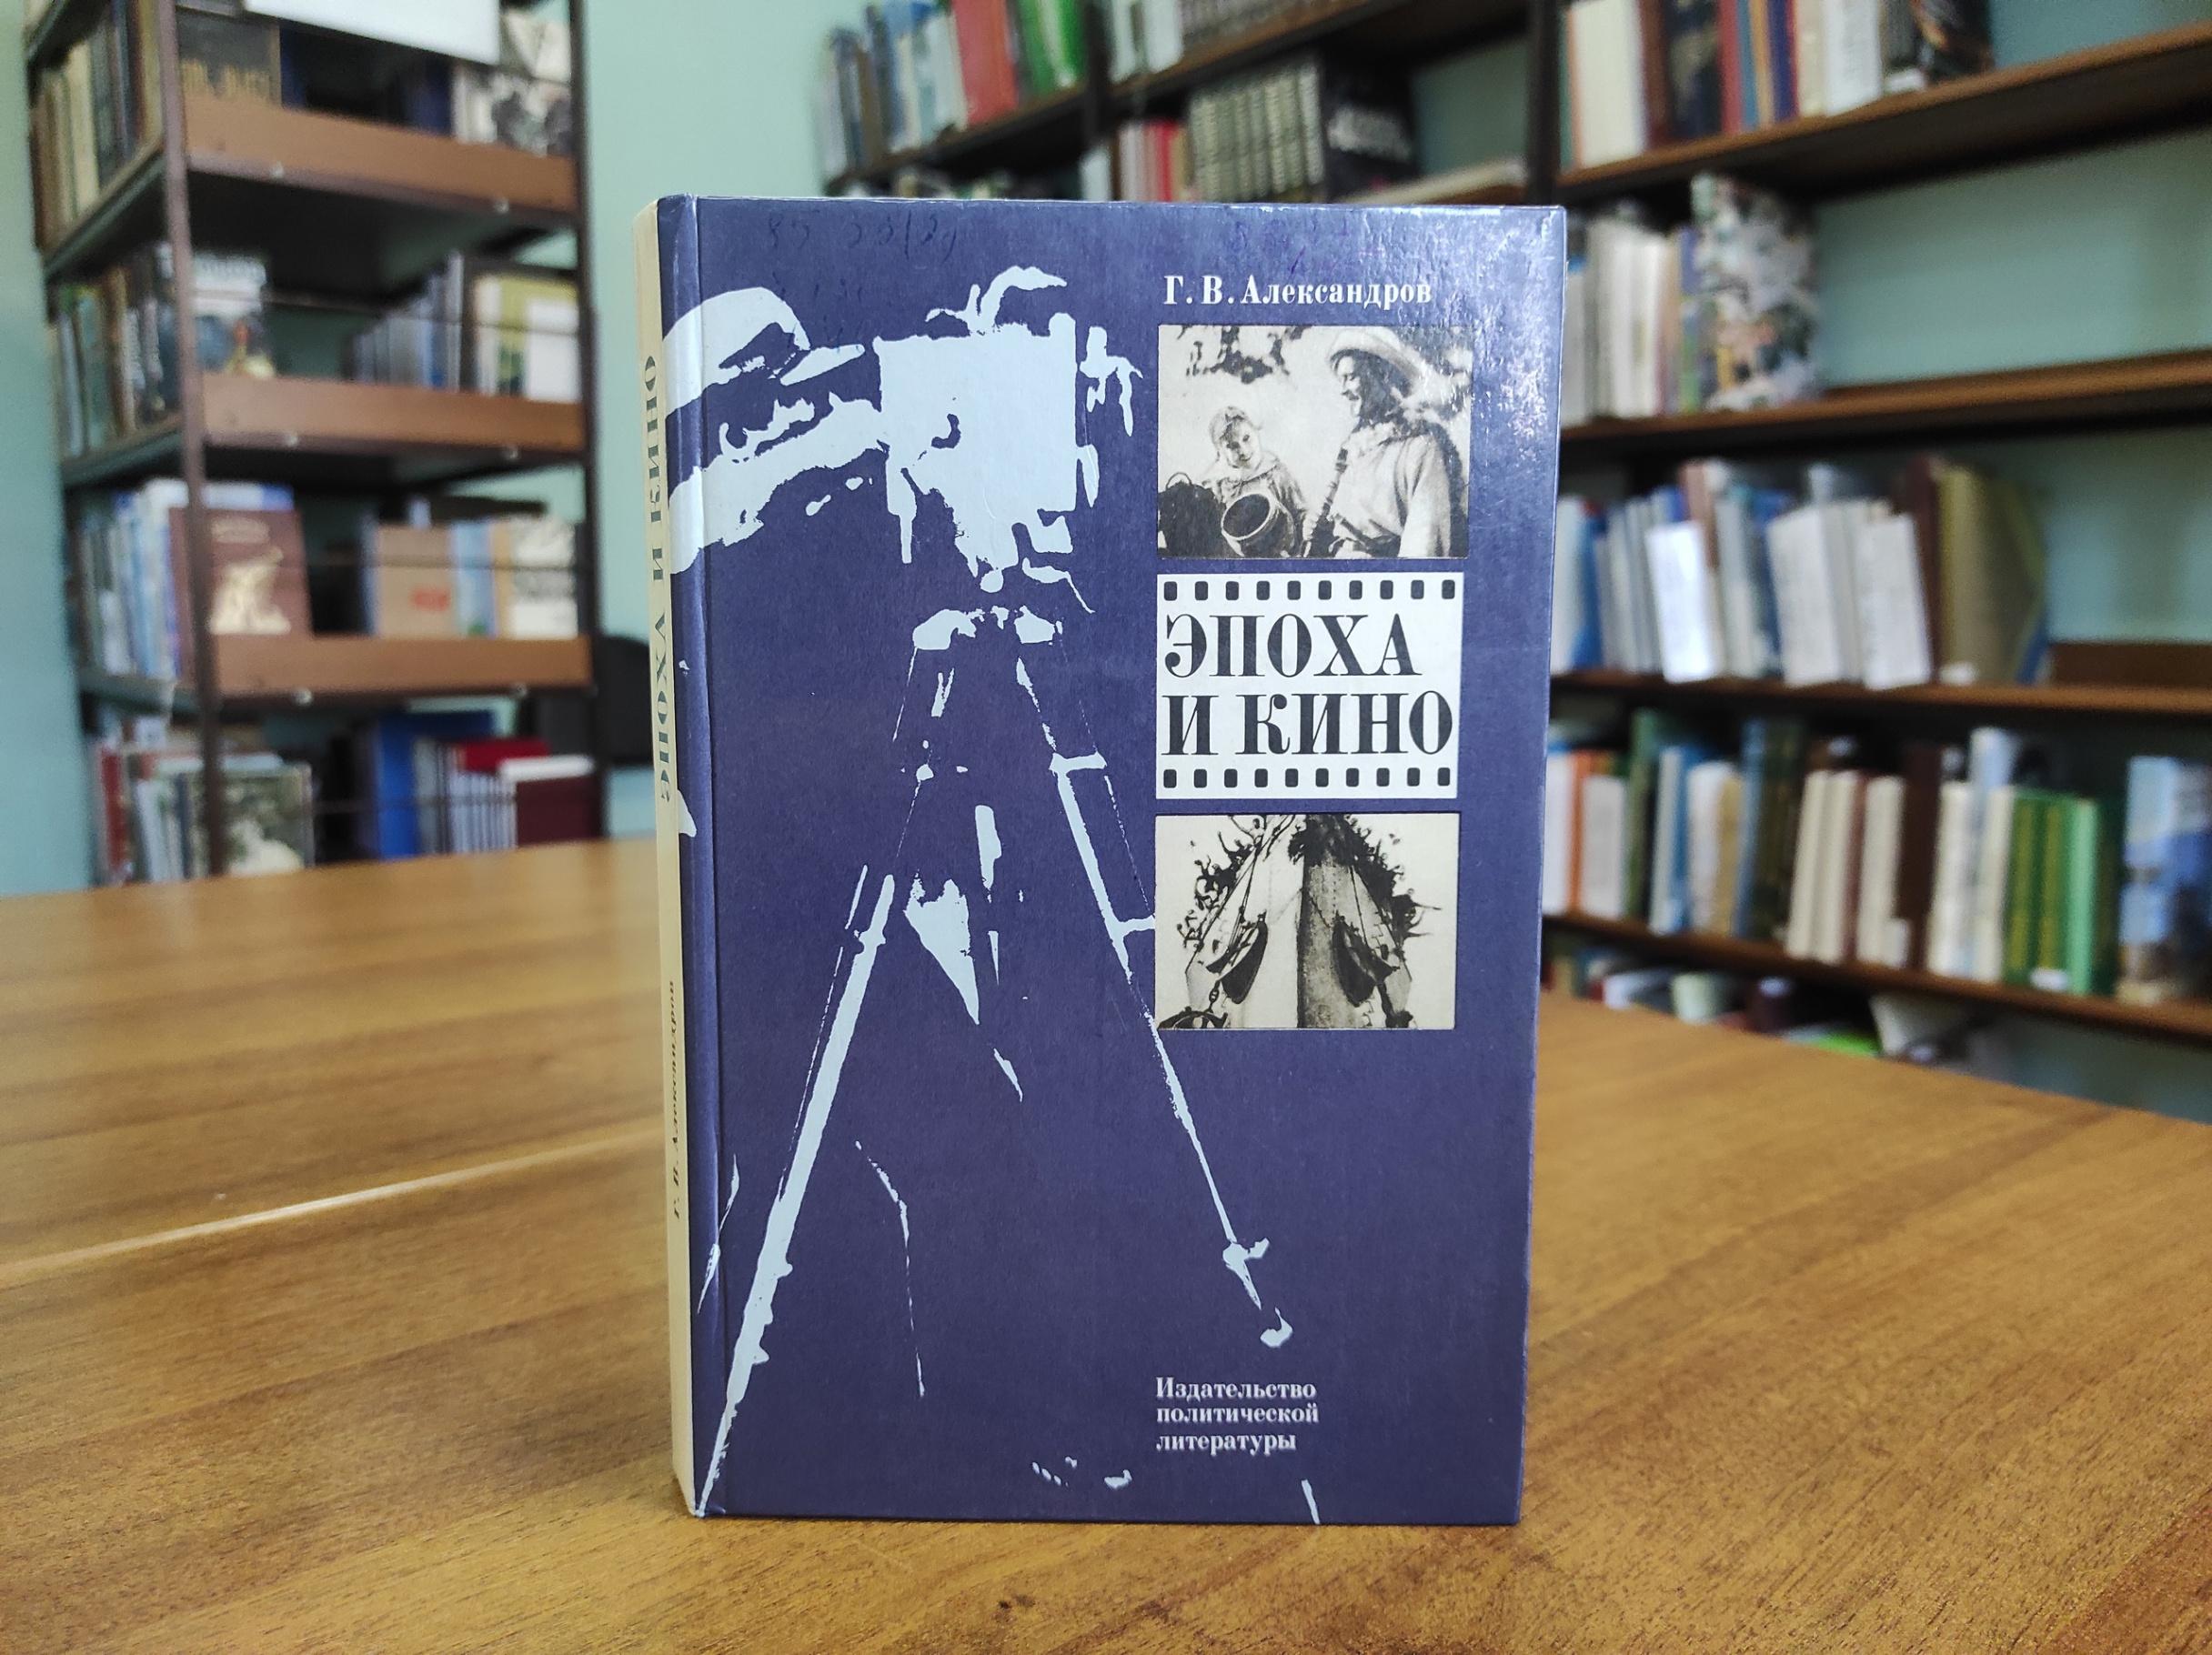 Г. В. Александров
ЭПОХА
И КИНО
Издательство
политической
литературы
ЭПОХА И КИНО
Г. В. Александров